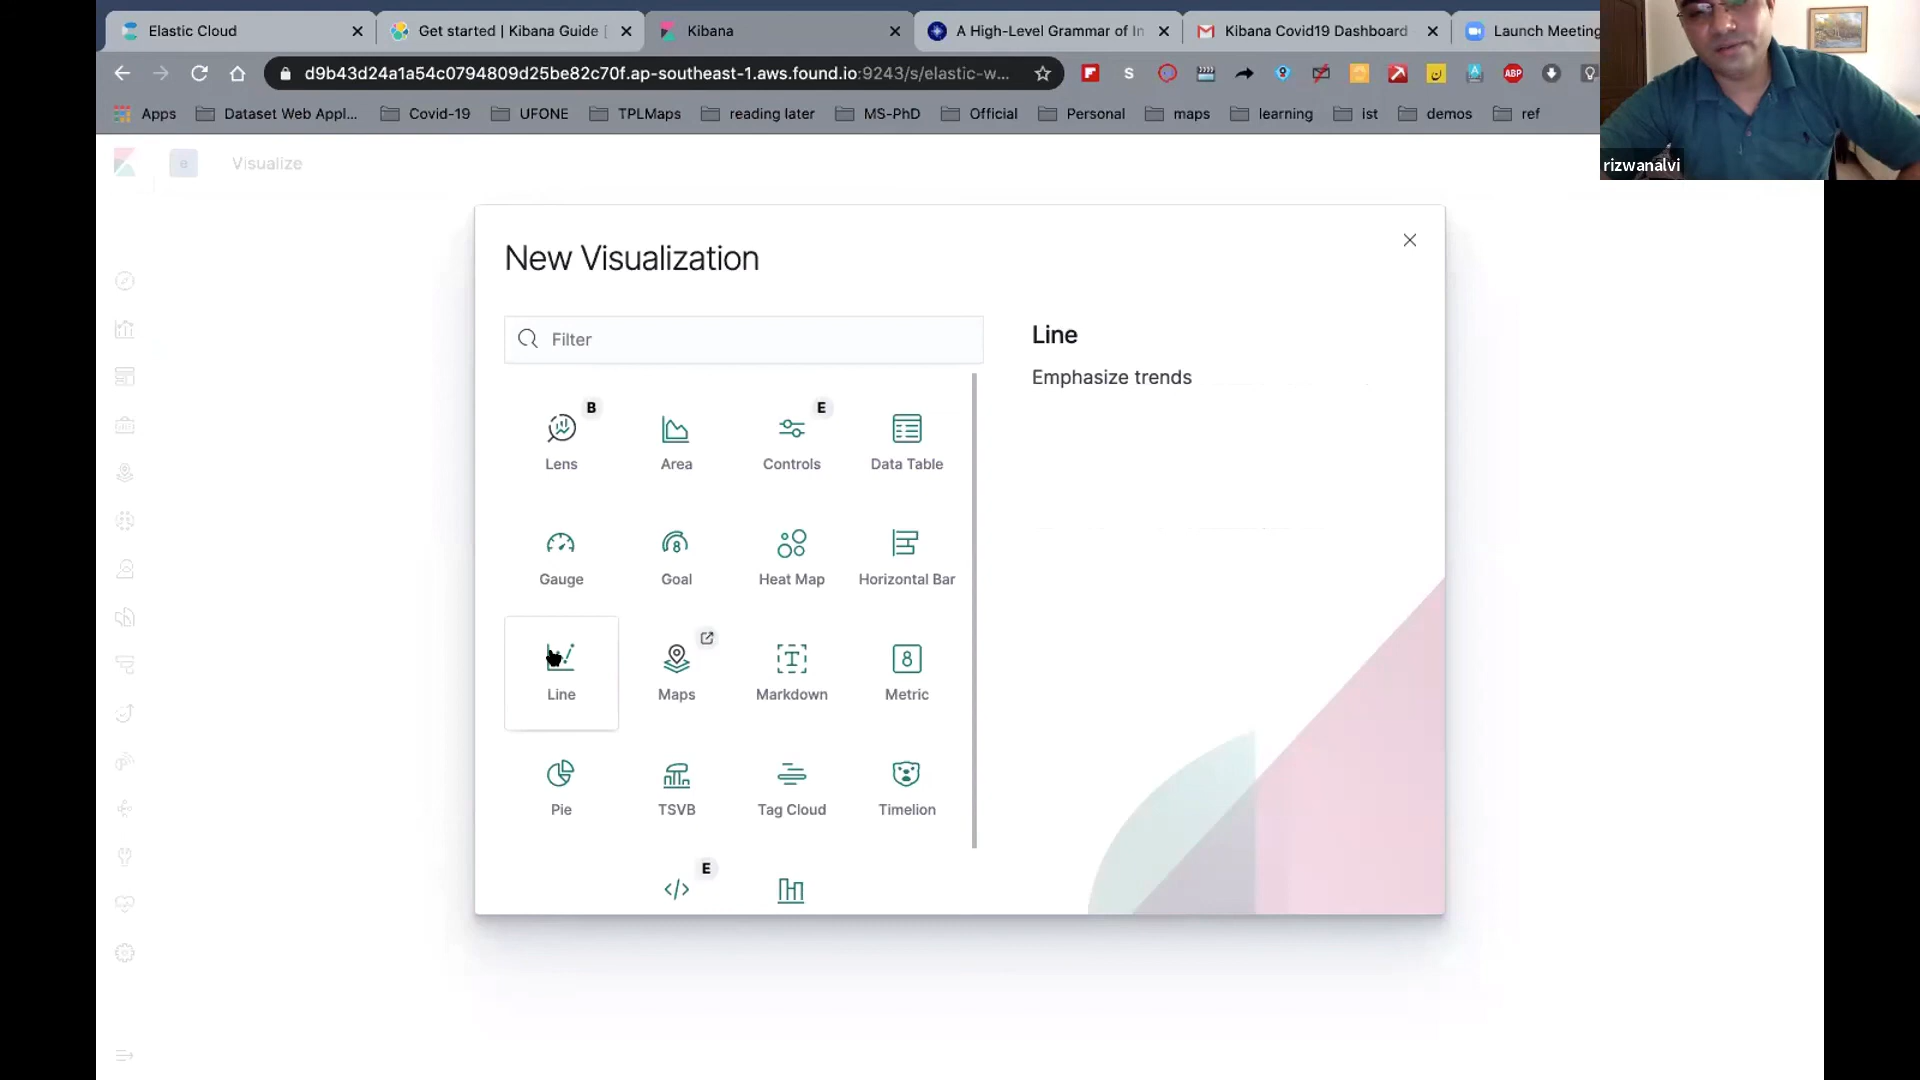 Elastic Cloud
Get started | Kibana Guide [
Kibana
A High-Level Grammar of In
Kibana Covid19 Dashboard
Launch Meeting
d9b43d24a1a54c0794809d25be82c70f.ap-southeast-1.aws.found.io:9243/s/elastic-w...
S
ABP
Apps
Dataset Web Appl...
Covid-19
UFONE
TPLMaps
reading later
MS-PhD
Official
Personal
maps
learning
ist
demos
ref
rizwanalvi
e
Visualize
New Visualization
Filter
Line
Emphasize trends
B
E
Lens
Area
Controls
Data Table
8
Gauge
Goal
Heat Map
Horizontal Bar
T
8
Line
Maps
Markdown
Metric
Pie
TSVB
Tag Cloud
Timelion
E